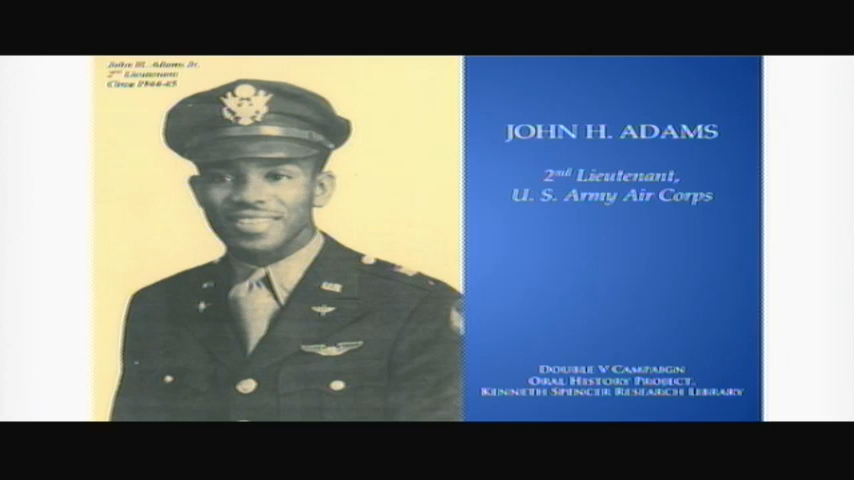 John H. Adams Jr.
2nd Lieutenant
Circa 1944-45
JOHN H. ADAMS
2nd Lieutenant,
U. S. Army Air Corps
DOUBLE V CAMPAIGN
ORAL HISTORY PROJECT,
KENNETH SPENCER RESEARCH LIBRARY